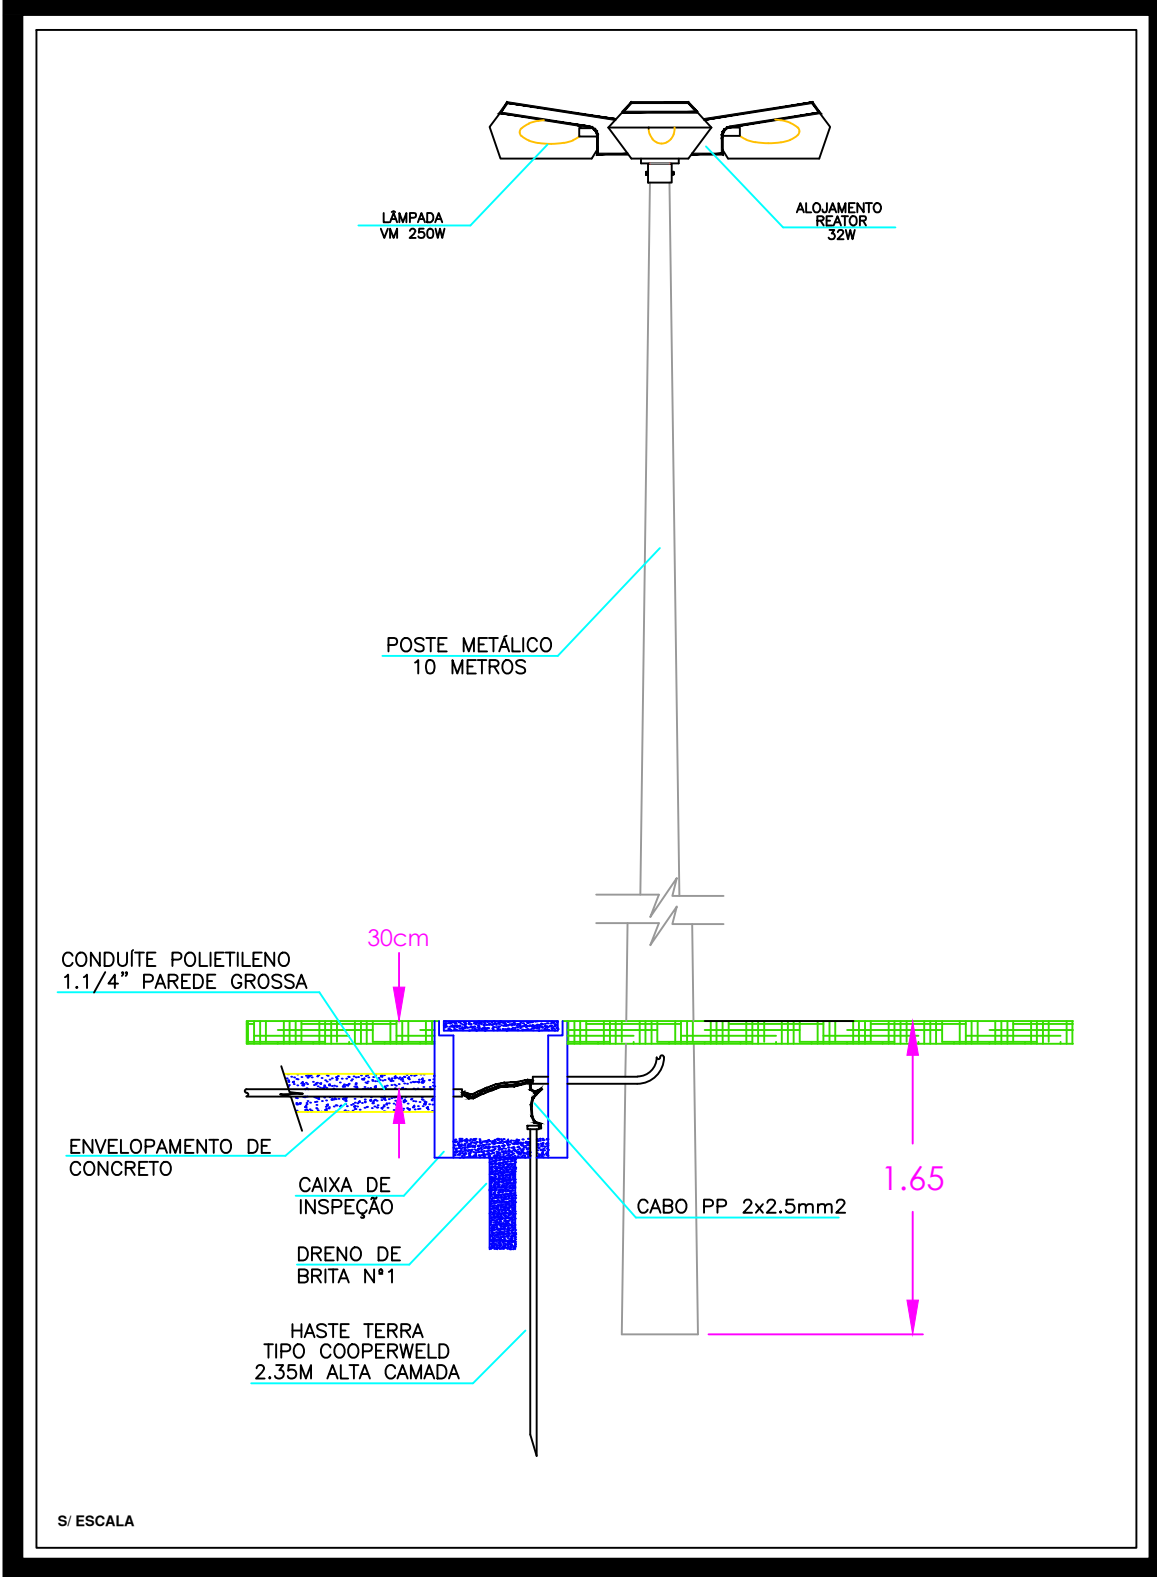 LÂMPADA
VM 250W
ALOJAMENTO
REATOR
32W
POSTE METÁLICO
10 METROS
30cm
CONDUÍTE POLIETILENO
1.1/4" PAREDE GROSSA
ENVELOPAMENTO DE
CONCRETO
CAIXA DE
INSPEÇÃO
1.65
CABO PP 2x2.5mm2
DRENO DE
BRITA Nº1
HASTE TERRA
TIPO COOPERWELD
2.35M ALTA CAMADA
S/ ESCALA